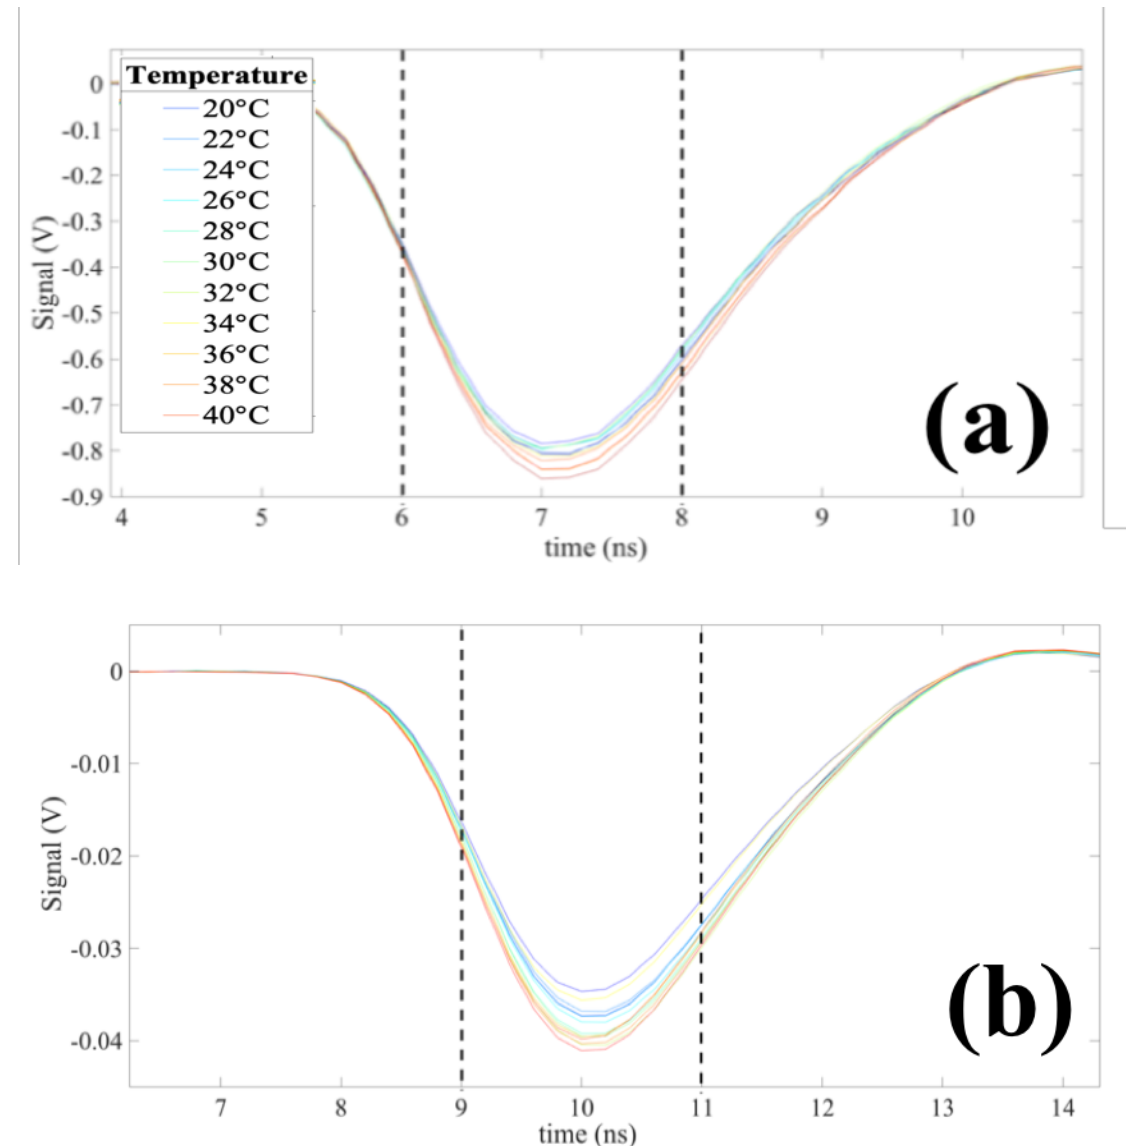 Temperature
20°C
22°C
24°C
26°C
28°C
30°C
32°C
34°C
36°C
38°C
40°C
0
-0.1
-0.2
-0.3
-0.4
-0.5
-0.6
-0.7
-0.8
-0.9
Signal (V)
4 5 6 7 8 9 10
time (ns)
(a)
0
-0.01
-0.02
-0.03
-0.04
Signal (V)
7 8 9 10 11 12 13 14
time (ns)
(b)